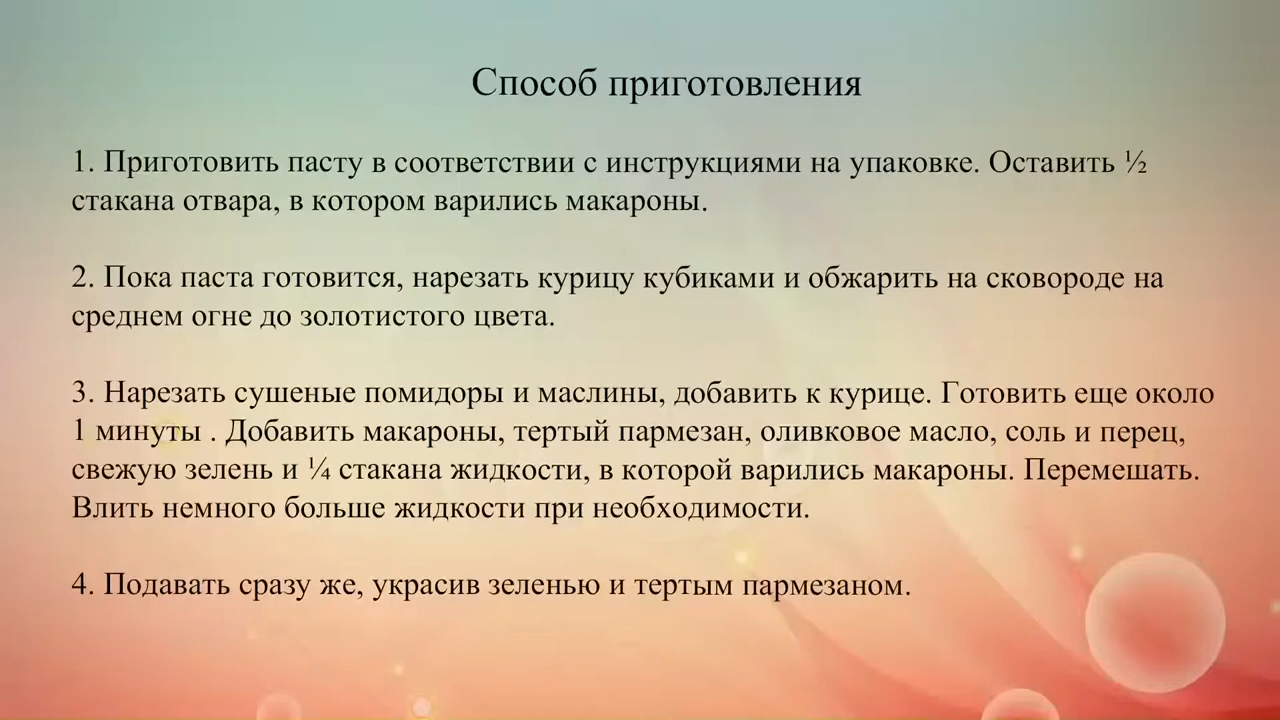 Способ приготовления
1. Приготовить пасту в соответствии с инструкциями на упаковке. Оставить ½
стакана отвара, в котором варились макароны.
2. Пока паста готовится, нарезать курицу кубиками и обжарить на сковороде на
среднем огне до золотистого цвета.
3. Нарезать сушеные помидоры и маслины, добавить к курице. Готовить еще около
1 минуты . Добавить макароны, тертый пармезан, оливковое масло, соль и перец,
свежую зелень и ¼ стакана жидкости, в которой варились макароны. Перемешать.
Влить немного больше жидкости при необходимости.
4. Подавать сразу же, украсив зеленью и тертым пармезаном.